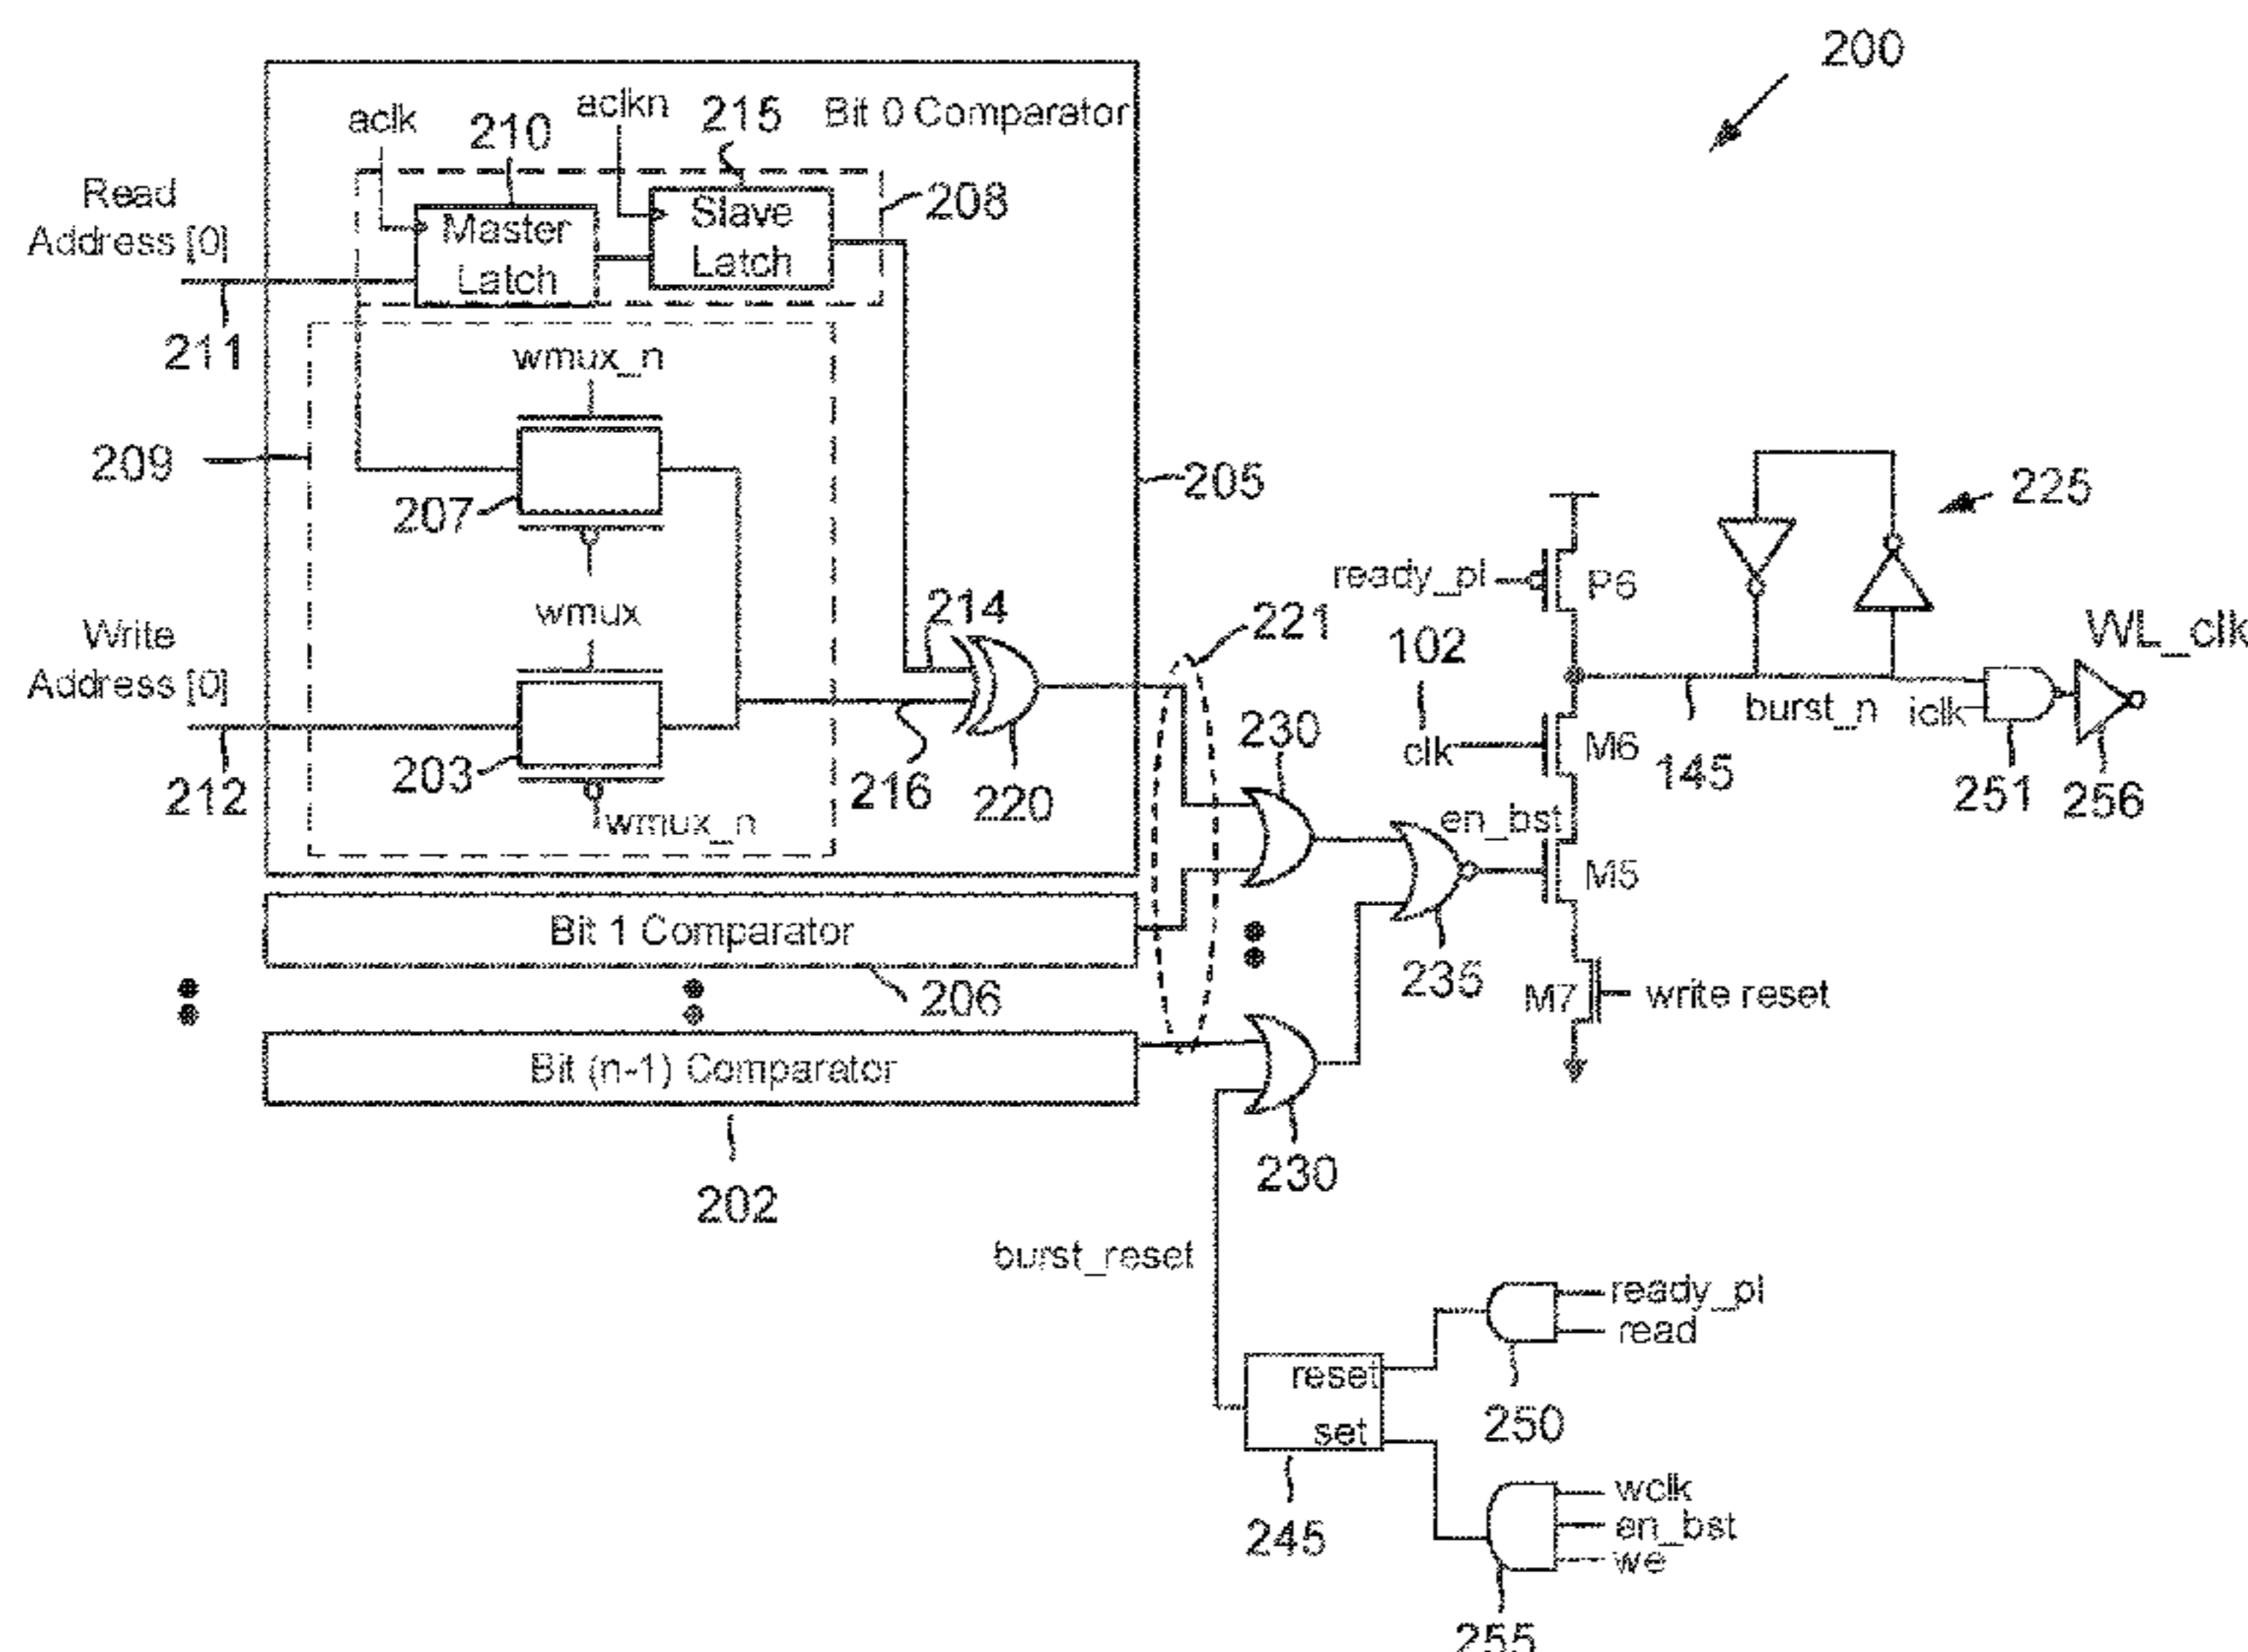 200
aclk
210
aclkn
215
Bit 0 Comparator
Read
Address [0]
Master
Latch
Slave
Latch
208
211
wmux_n
209
207
205
225
wmux
Write
Address [0]
203
212
wmux_n
214
216
220
221
ready_pl
P6
102
clk
M6
145
burst_n
iclk
WL_clk
251
256
230
en_bst
M5
235
M7
write reset
Bit 1 Comparator
206
Bit (n-1) Comparator
202
230
burst_reset
ready_pl
read
250
reset
set
245
wclk
en_bst
we
255